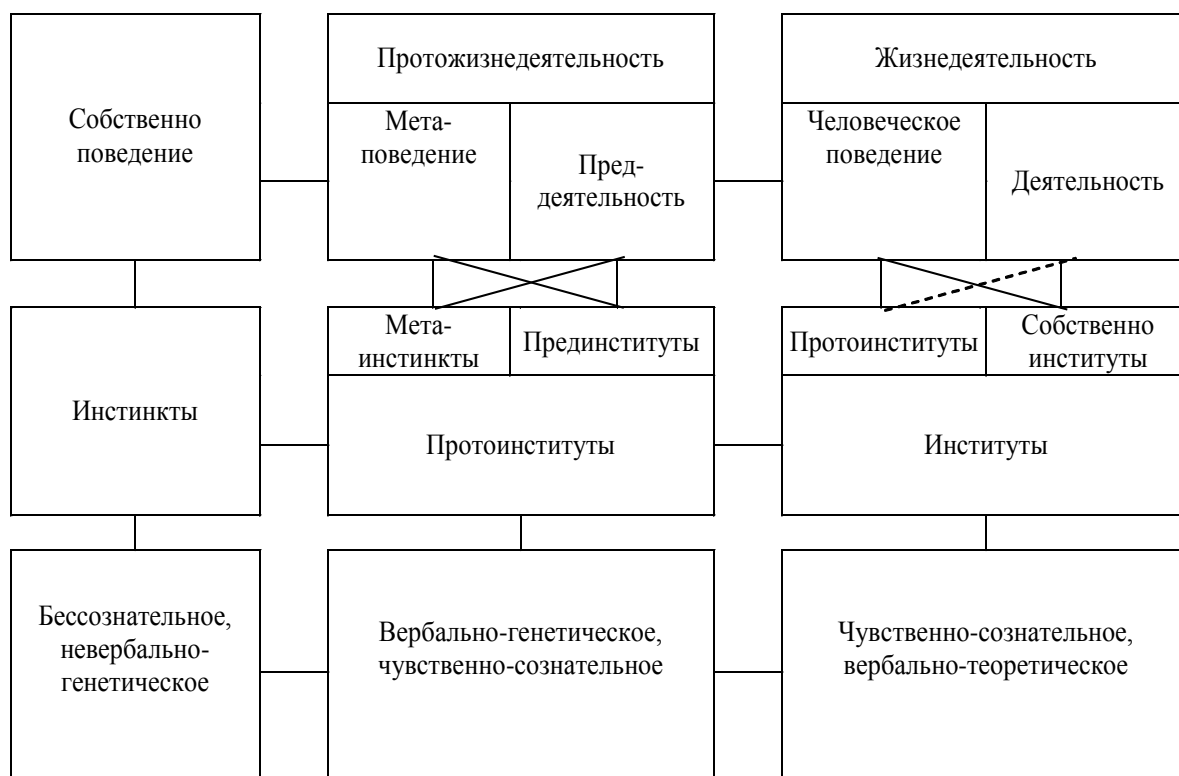 Собственно
поведение
Протожизнедеятельность
Мета-
поведение
Пред-
деятельность
Жизнедеятельность
Человеческое
поведение
Деятельность
Инстинкты
Мета-
инстинкты
Прединституты
Протоинституты
Протоинституты
Собственно
институты
Институты
Бессознательное,
невербально-
генетическое
Вербально-генетическое,
чувственно-сознательное
Чувственно-сознательное,
вербально-теоретическое